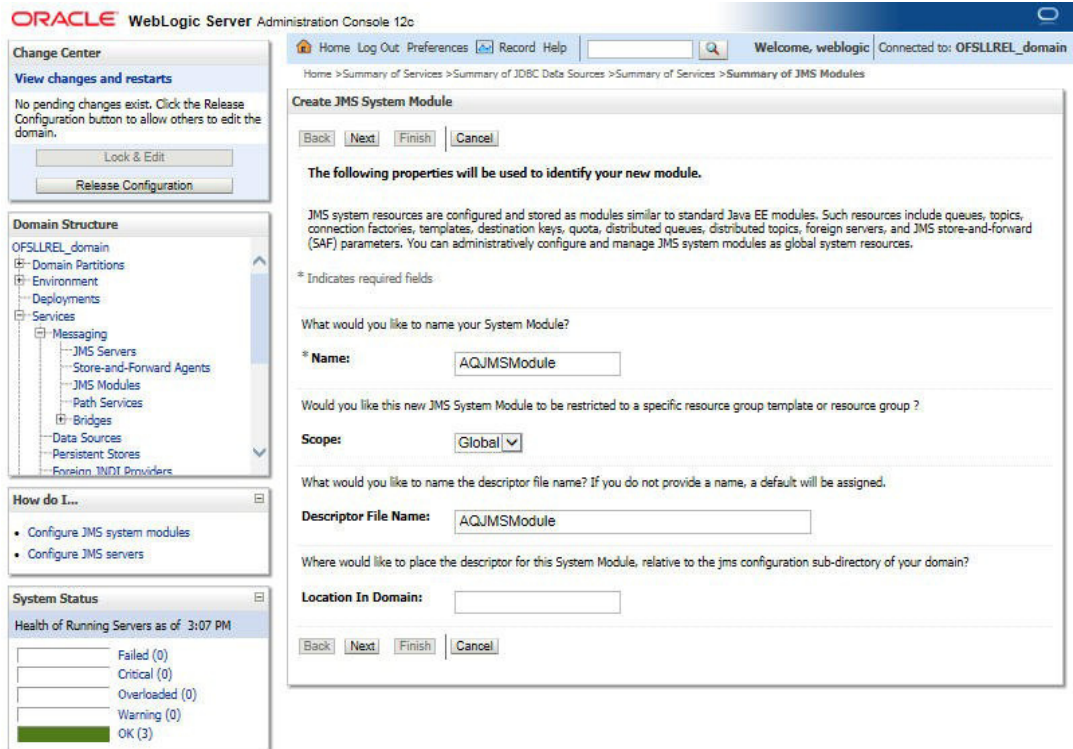 ORACLE WebLogic Server Administration Console 12c
Change Center
View changes and restarts
No pending changes exist. Click the Release
Configuration button to allow others to edit the
domain.
Lock & Edit
Release Configuration
Domain Structure
OFSLLREL_domain
Domain Partitions
Environment
Deployments
Services
Messaging
JMS Servers
Store-and-Forward Agents
JMS Modules
Path Services
Bridges
Data Sources
Persistent Stores
Foreign JNDI Providers
How do I...
Configure JMS system modules
Configure JMS servers
System Status
Health of Running Servers as of 3:07 PM
Failed (0)
Critical (0)
Overloaded (0)
Warning (0)
OK (3)
Home Log Out Preferences Record Help
Welcome, weblogic Connected to: OFSLLREL_domain
Home >Summary of Services >Summary of JDBC Data Sources >Summary of Services >Summary of JMS Modules
Create JMS System Module
Back Next Finish Cancel
The following properties will be used to identify your new module.
JMS system resources are configured and stored as modules similar to standard Java EE modules. Such resources include queues, topics,
connection factories, templates, destination keys, quota, distributed queues, distributed topics, foreign servers, and JMS store-and-forward
(SAF) parameters. You can administratively configure and manage JMS system modules as global system resources.
* Indicates required fields
What would you like to name your System Module?
* Name: AQJMSModule
Would you like this new JMS System Module to be restricted to a specific resource group template or resource group ?
Scope: Global
What would you like to name the descriptor file name? If you do not provide a name, a default will be assigned.
Descriptor File Name: AQJMSModule
Where would like to place the descriptor for this System Module, relative to the jms configuration sub-directory of your domain?
Location In Domain:
Back Next Finish Cancel